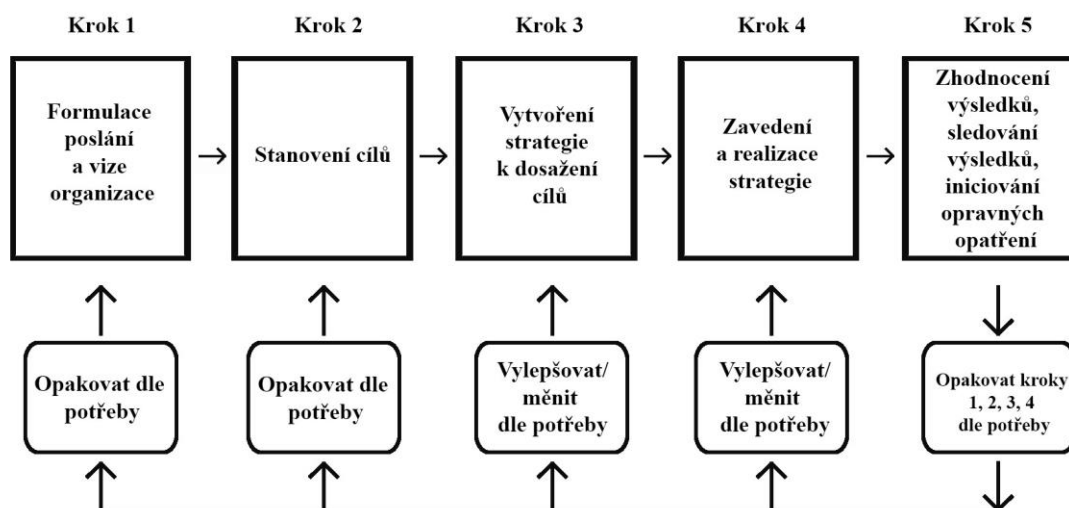 Krok 1
Krok 2
Krok 3
Krok 4
Krok 5
Formulace
poslání
a vize
organizace
Stanovení cílů
Vytvoření
strategie
k dosažení
cílů
Zavedení
a realizace
strategie
Zhodnocení
výsledků,
sledování
výsledků,
iniciování
opravných
opatření
Opakovat dle
potřeby
Opakovat dle
potřeby
Vylepšovat/
měnit
dle potřeby
Vylepšovat/
měnit
dle potřeby
Opakovat kroky
1, 2, 3, 4
dle potřeby